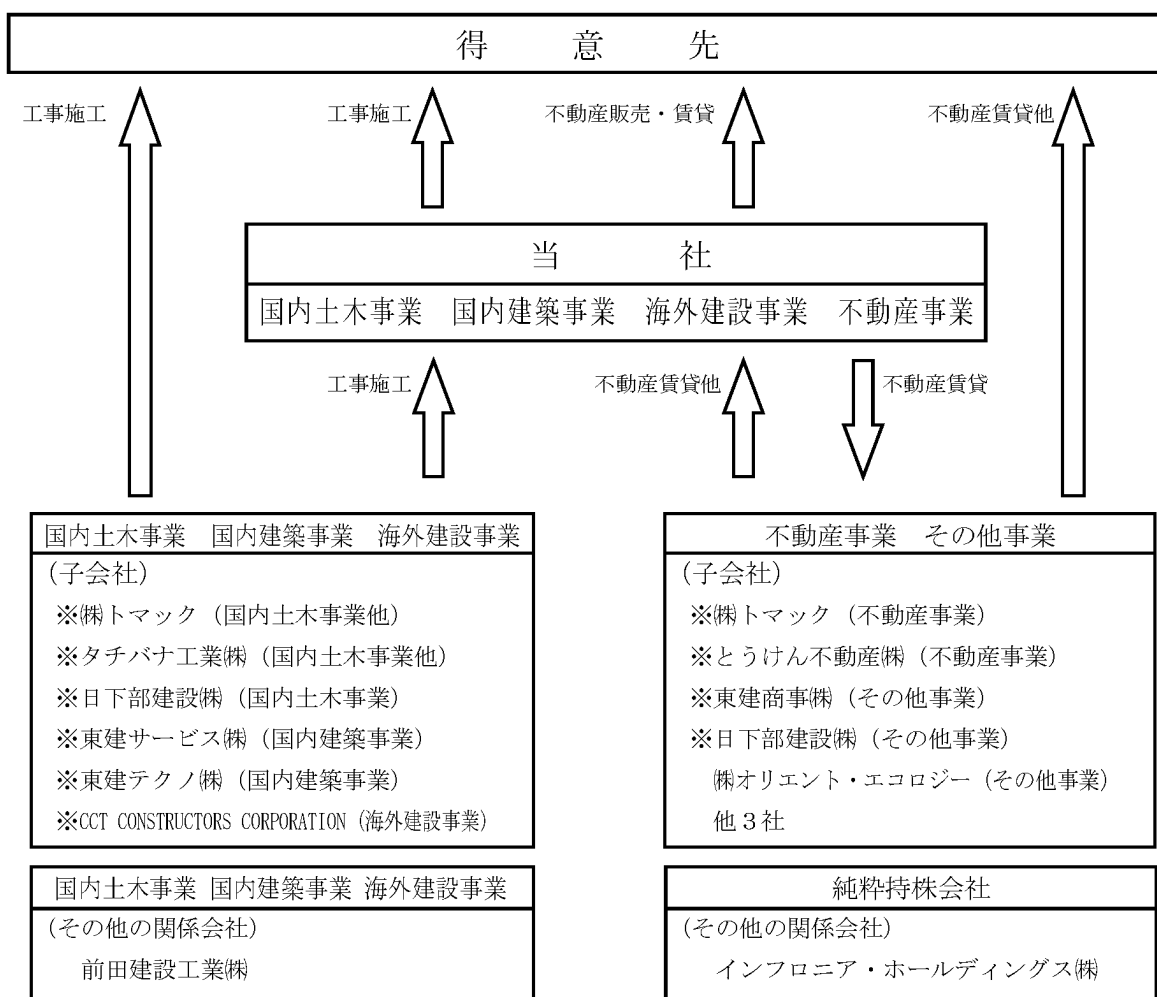 得意先
工事施工 工事施工 不動産販売・賃貸 不動産賃貸他
当社
国内土木事業 国内建築事業 海外建設事業 不動産事業
工事施工 不動産賃貸他 不動産賃貸
国内土木事業 国内建築事業 海外建設事業
(子会社)
※㈱トマック（国内土木事業他）
※タチバナ工業㈱（国内土木事業他）
※日下部建設㈱（国内土木事業）
※東建サービス㈱（国内建築事業）
※東建テクノ㈱（国内建築事業）
※CCT CONSTRUCTORS CORPORATION（海外建設事業）
不動産事業 その他事業
(子会社)
※㈱トマック（不動産事業）
※とうけん不動産㈱（不動産事業）
※東建商事㈱（その他事業）
※日下部建設㈱（その他事業）
㈱オリエント・エコロジー（その他事業）
他３社
国内土木事業 国内建築事業 海外建設事業
(その他の関係会社)
前田建設工業㈱
純粋持株会社
(その他の関係会社)
インフロニア・ホールディングス㈱